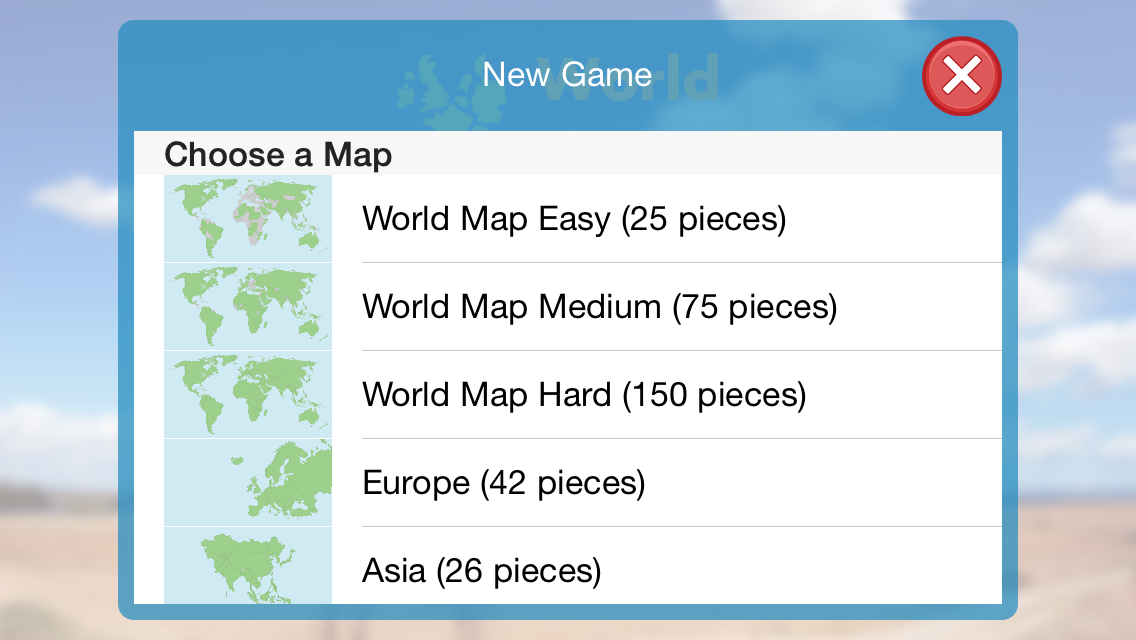 New Game
World
Choose a Map
World Map Easy (25 pieces)
World Map Medium (75 pieces)
World Map Hard (150 pieces)
Europe (42 pieces)
Asia (26 pieces)